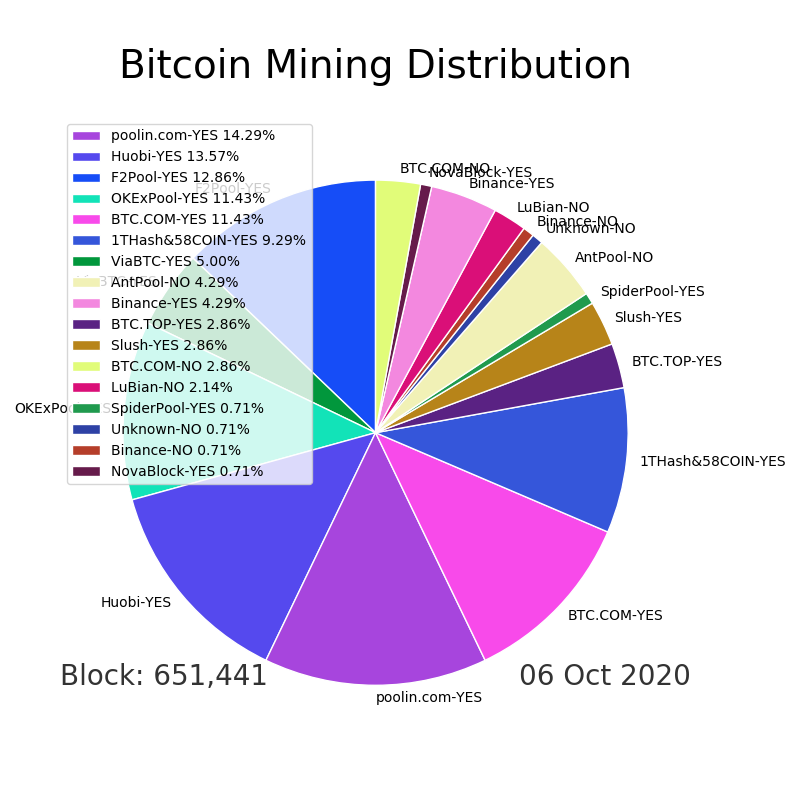 Bitcoin Mining Distribution
poolin.com-YES 14.29%
Huobi-YES 13.57%
F2Pool-YES 12.86%
OKExPool-YES 11.43%
BTC.COM-YES 11.43%
1THash&58COIN-YES 9.29%
ViaBTC-YES 5.00%
AntPool-NO 4.29%
Binance-YES 4.29%
BTC.TOP-YES 2.86%
Slush-YES 2.86%
BTC.COM-NO 2.86%
LuBian-NO 2.14%
SpiderPool-YES 0.71%
Unknown-NO 0.71%
Binance-NO 0.71%
NovaBlock-YES 0.71%
BTC.COM-NO
NovaBlock-YES
Binance-YES
LuBian-NO
Binance-NO
Unknown-NO
AntPool-NO
SpiderPool-YES
Slush-YES
BTC.TOP-YES
1THash&58COIN-YES
BTC.COM-YES
poolin.com-YES
Huobi-YES
F2Pool-YES
Block: 651,441
06 Oct 2020